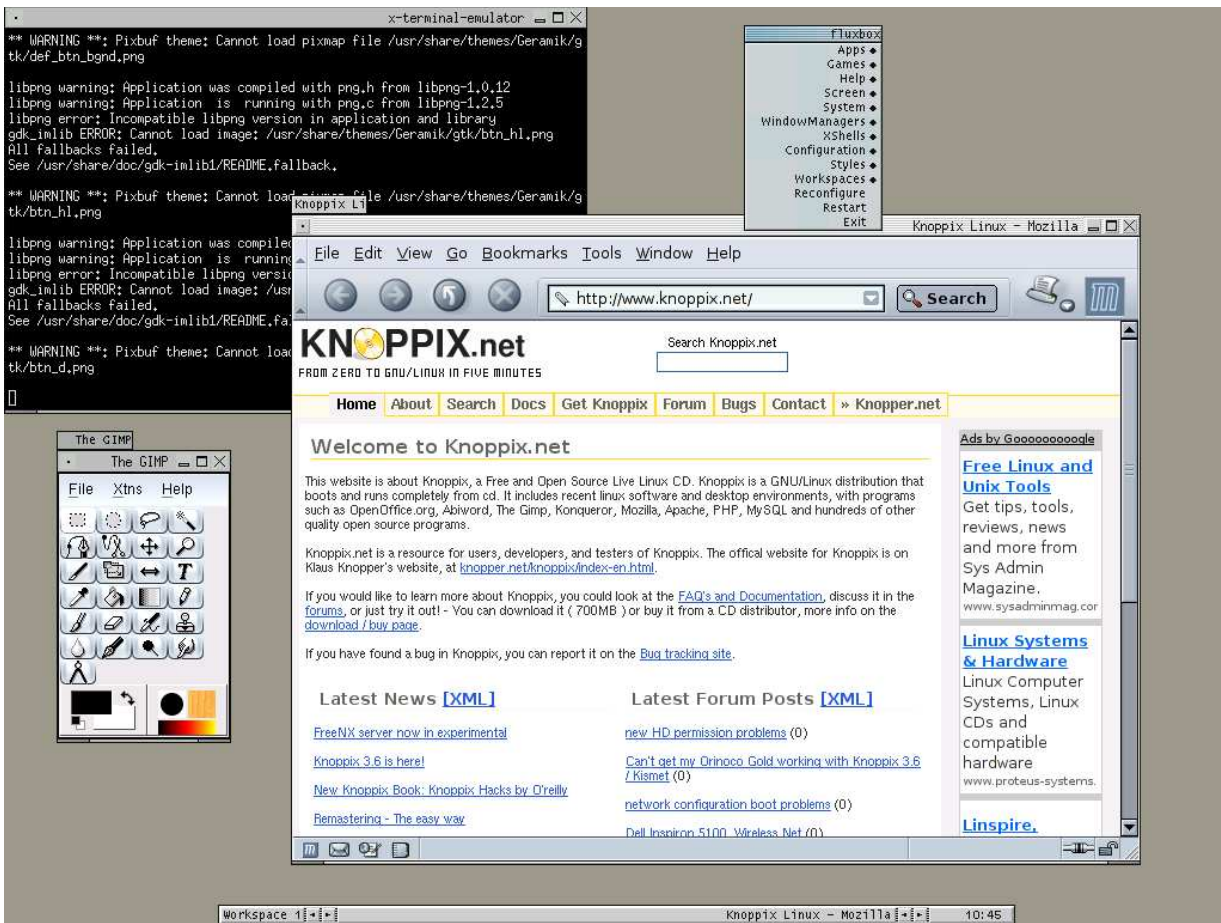 x-terminal-emulator
** WARNING **: Pixbuf theme: Cannot load pixmap file /usr/share/themes/Geramik/g
tk/def_btn_bgnd.png
libpng warning: Application was compiled with png.h from libpng-1.0.12
libpng warning: Application  is  running with png.c from libpng-1.2.5
libpng error: Incompatible libpng version in application and library
gdk_imlib ERROR: Cannot load image: /usr/share/themes/Geramik/gtk/btn_hl.png
All fallbacks failed.
See /usr/share/doc/gdk-imlib1/README.fallback.
** WARNING **: Pixbuf theme: Cannot load pixmap file /usr/share/themes/Geramik/g
tk/btn_hl.png
libpng warning: Application was compiled
libpng warning: Application  is  running
libpng error: Incompatible libpng versi
gdk_imlib ERROR: Cannot load image: /usr
All fallbacks failed.
See /usr/share/doc/gdk-imlib1/README.fa
** WARNING **: Pixbuf theme: Cannot load
tk/btn_d.png
fluxbox
Apps
Games
Help
Screen
System
WindowManagers
XShells
Configuration
Styles
Workspaces
Reconfigure
Restart
Exit
Knoppix Li
Knoppix Linux - Mozilla
File Edit View Go Bookmarks Tools Window Help
http://www.knoppix.net/ Search
KNOPPIX.net
FROM ZERO TO GNU/LINUX IN FIVE MINUTES
Search Knoppix.net
Home About Search Docs Get Knoppix Forum Bugs Contact » Knopper.net
Welcome to Knoppix.net
This website is about Knoppix, a Free and Open Source Live Linux CD. Knoppix is a GNU/Linux distribution that
boots and runs completely from cd. It includes recent linux software and desktop environments, with programs
such as OpenOffice.org, Abiword, The Gimp, Konqueror, Mozilla, Apache, PHP, MySQL and hundreds of other
quality open source programs.
Knoppix.net is a resource for users, developers, and testers of Knoppix. The offical website for Knoppix is on
Klaus Knopper's website, at knopper.net/knoppix/index-en.html.
If you would like to learn more about Knoppix, you could look at the FAQ's and Documentation, discuss it in the
forums, or just try it out! - You can download it ( 700MB ) or buy it from a CD distributor, more info on the
download / buy page.
If you have found a bug in Knoppix, you can report it on the Bug tracking site.
Latest News [XML]
FreeNX server now in experimental
Knoppix 3.6 is here!
New Knoppix Book: Knoppix Hacks by O'reilly
Remastering - The easy way
Latest Forum Posts [XML]
new HD permission problems (0)
Can't get my Orinoco Gold working with Knoppix 3.6
/ Kismet (0)
network configuration boot problems (0)
Dell Inspiron 5100, Wireless Net (0)
Ads by Goooooooooogle
Free Linux and
Unix Tools
Get tips, tools,
reviews, news
and more from
Sys Admin
Magazine.
www.sysadminmag.cor
Linux Systems
& Hardware
Linux Computer
Systems, Linux
CDs and
compatible
hardware
www.proteus-systems.
Linspire,
The GIMP
The GIMP
File Xtns Help
Workspace 1
Knoppix Linux - Mozilla
10:45